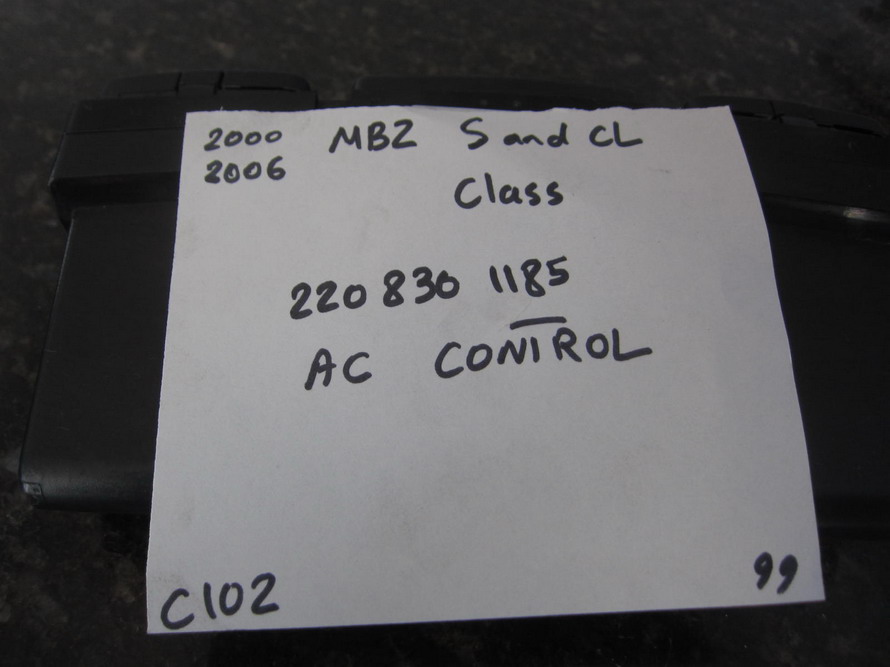 2000 MBZ S and CL
2006
Class
220 830 1185
AC CONTROL
C102 99